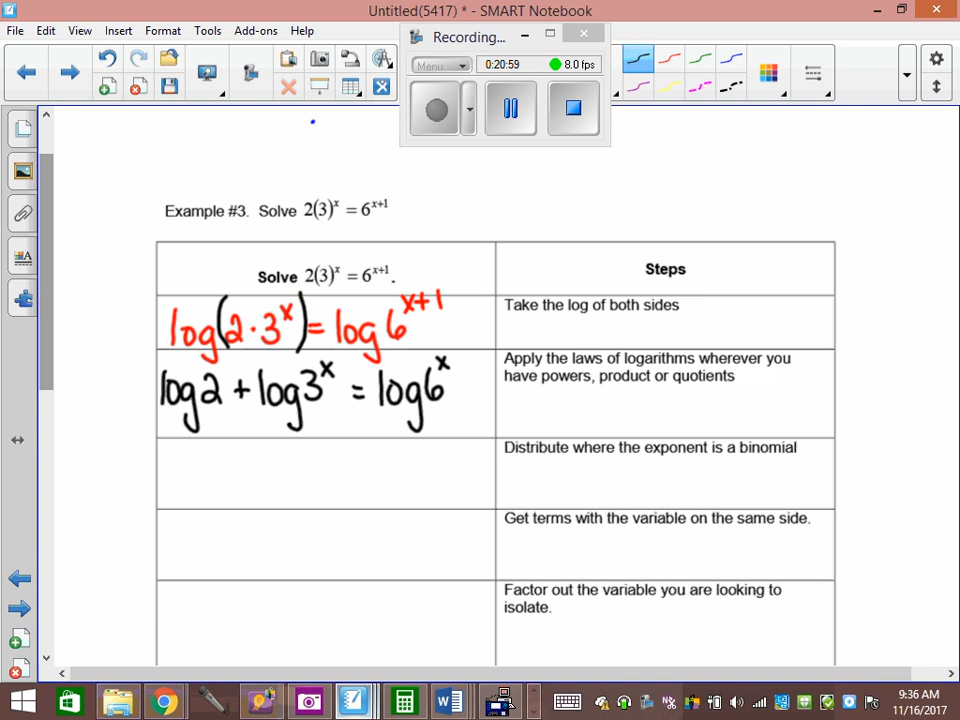 Untitled(5417) * - SMART Notebook
File Edit View Insert Format Tools Add-ons Help
Recording...
Menu 0:20:59 8.0 fps
Example #3. Solve 2(3)^x = 6^{x+1}
Solve 2(3)^x = 6^{x+1}.
Steps
log(2·3^x) = log6^{x+1}
Take the log of both sides
log2 + log3^x = log6^x
Apply the laws of logarithms wherever you
have powers, product or quotients
Distribute where the exponent is a binomial
Get terms with the variable on the same side.
Factor out the variable you are looking to
isolate.
9:36 AM
11/16/2017